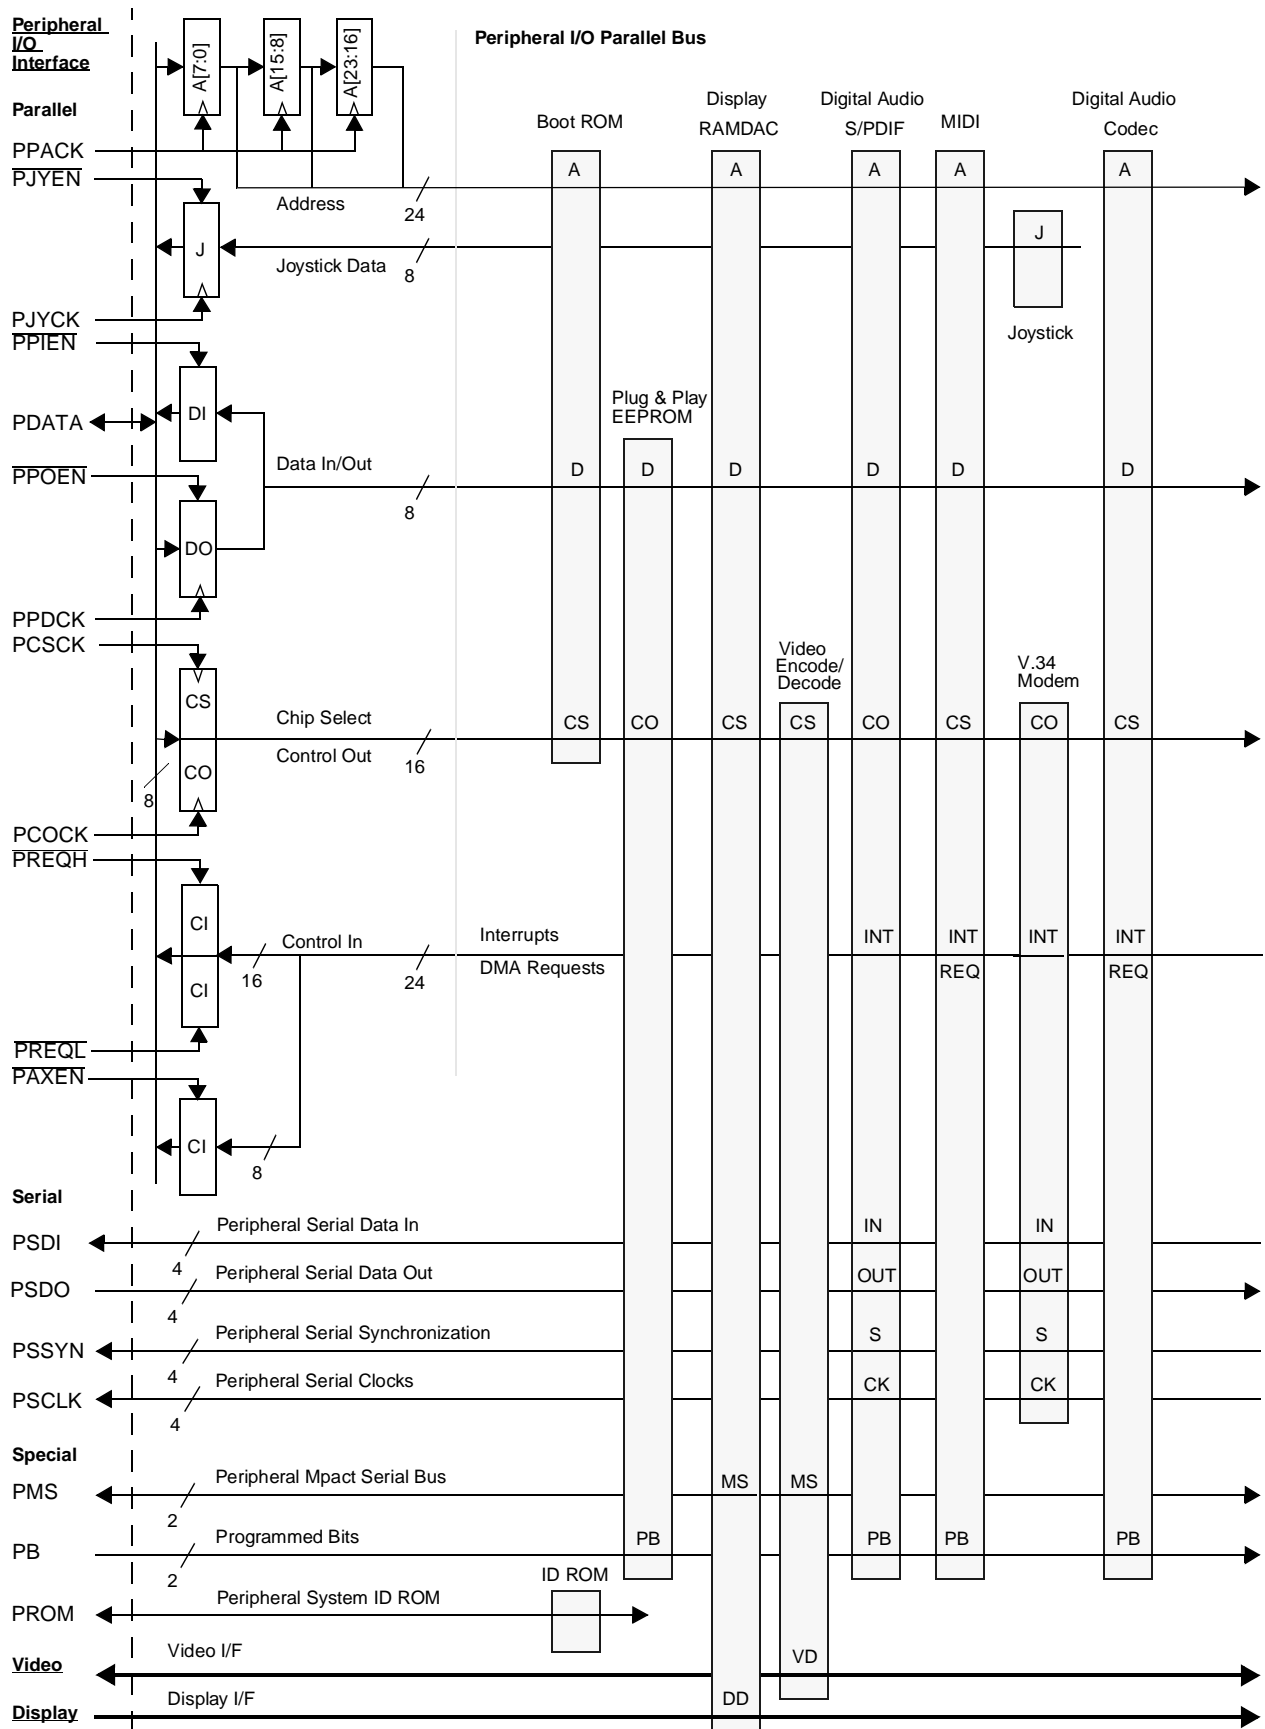 Peripheral
I/O
Interface
Peripheral I/O Parallel Bus
A[7:0]
A[15:8]
A[23:16]
Parallel
Boot ROM
Display
RAMDAC
Digital Audio
S/PDIF
MIDI
Digital Audio
Codec
PPACK
PJYEN
A
A
A
A
A
Address
24
J
J
Joystick Data
8
PJYCK
PPIEN
Joystick
Plug & Play
EEPROM
PDATA
DI
PPOEN
Data In/Out
D
D
D
D
D
D
8
DO
PPDCK
PCSCK
Video
Encode/
Decode
V.34
Modem
CS
Chip Select
CS
CO
CS
CS
CO
CS
CO
CS
Control Out
16
CO
8
PCOCK
PREQH
CI
Control In
Interrupts
INT
INT
INT
INT
16
24
DMA Requests
REQ
REQ
CI
PREQL
PAXEN
CI
8
Serial
PSDI
Peripheral Serial Data In
IN
IN
4
PSDO
Peripheral Serial Data Out
OUT
OUT
4
PSSYN
Peripheral Serial Synchronization
S
S
4
PSCLK
Peripheral Serial Clocks
CK
CK
4
Special
PMS
Peripheral Mpact Serial Bus
MS
MS
2
PB
Programmed Bits
PB
PB
PB
PB
2
ID ROM
PROM
Peripheral System ID ROM
Video
Video I/F
VD
Display
Display I/F
DD